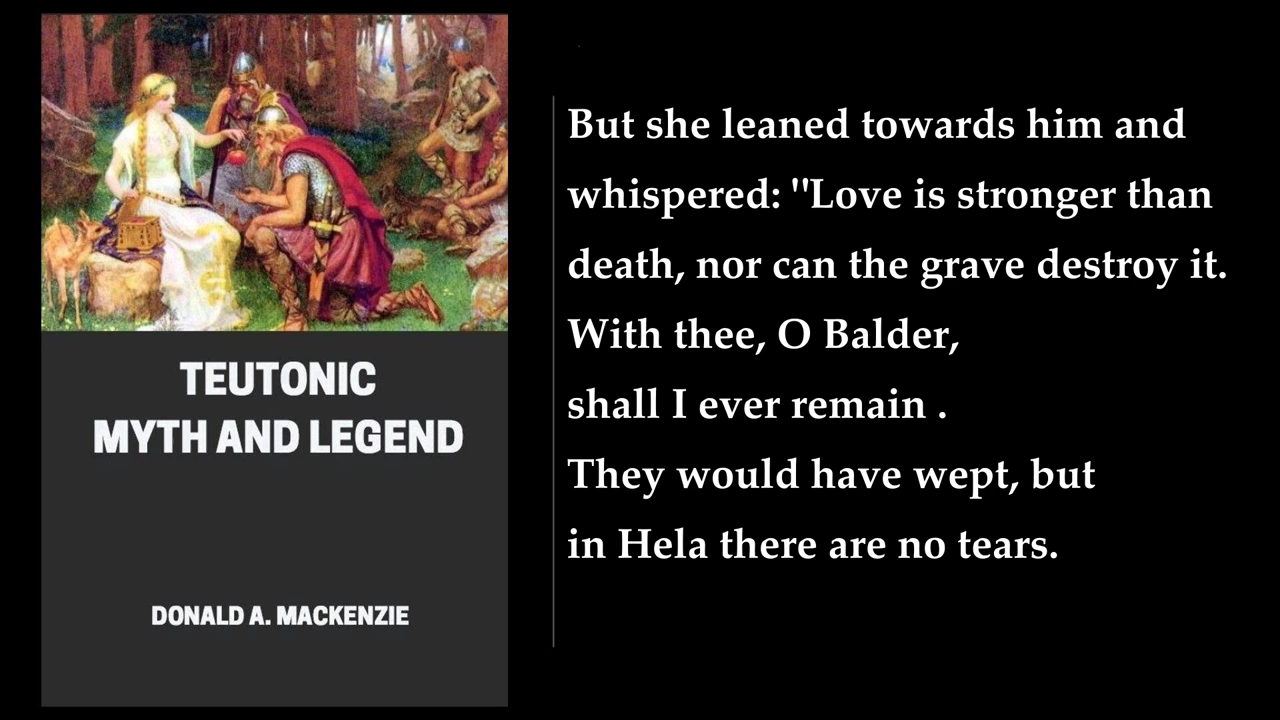 TEUTONIC
MYTH AND LEGEND
DONALD A. MACKENZIE
But she leaned towards him and
whispered: "Love is stronger than
death, nor can the grave destroy it.
With thee, O Balder,
shall I ever remain .
They would have wept, but
in Hela there are no tears.